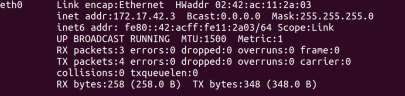 eth0 Link encap:Ethernet HWaddr 02:42:ac:11:2a:03
inet addr:172.17.42.3 Bcast:0.0.0.0 Mask:255.255.255.0
inet6 addr: fe80::42:acff:fe11:2a03/64 Scope:Link
UP BROADCAST RUNNING MTU:1500 Metric:1
RX packets:3 errors:0 dropped:0 overruns:0 frame:0
TX packets:4 errors:0 dropped:0 overruns:0 carrier:0
collisions:0 txqueuelen:0
RX bytes:258 (258.0 B) TX bytes:348 (348.0 B)